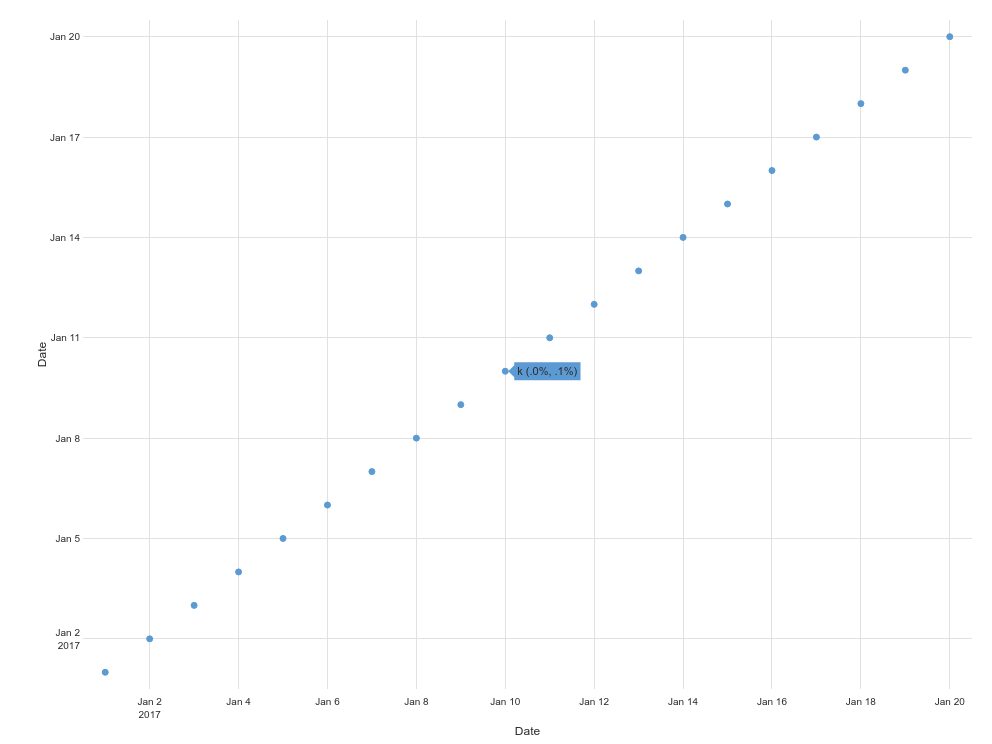 Jan 20
Jan 17
Jan 14
Jan 11
Date
k (.0%, .1%)
Jan 8
Jan 5
Jan 2
2017
Jan 2
2017
Jan 4
Jan 6
Jan 8
Jan 10
Jan 12
Jan 14
Jan 16
Jan 18
Jan 20
Date